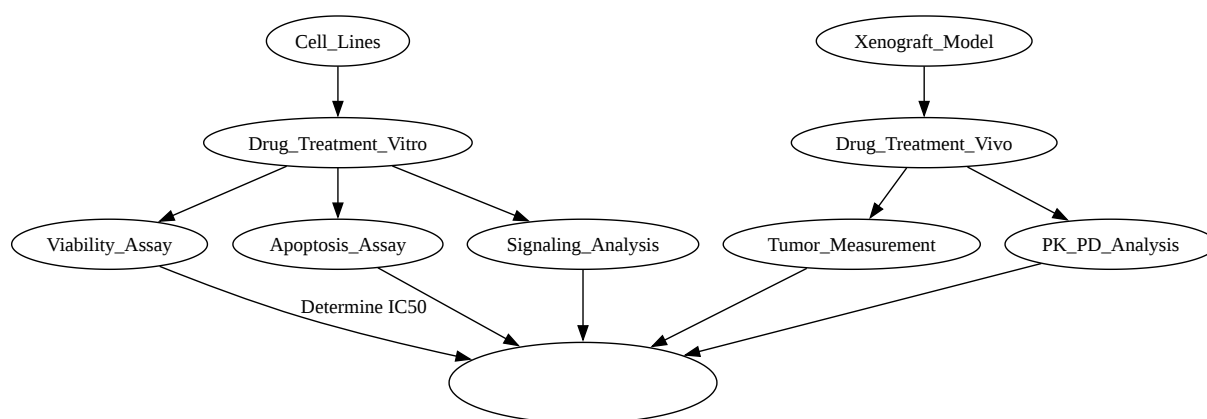 Cell_Lines
Xenograft_Model
Drug_Treatment_Vitro
Drug_Treatment_Vivo
Viability_Assay
Apoptosis_Assay
Signaling_Analysis
Tumor_Measurement
PK_PD_Analysis
Determine IC50